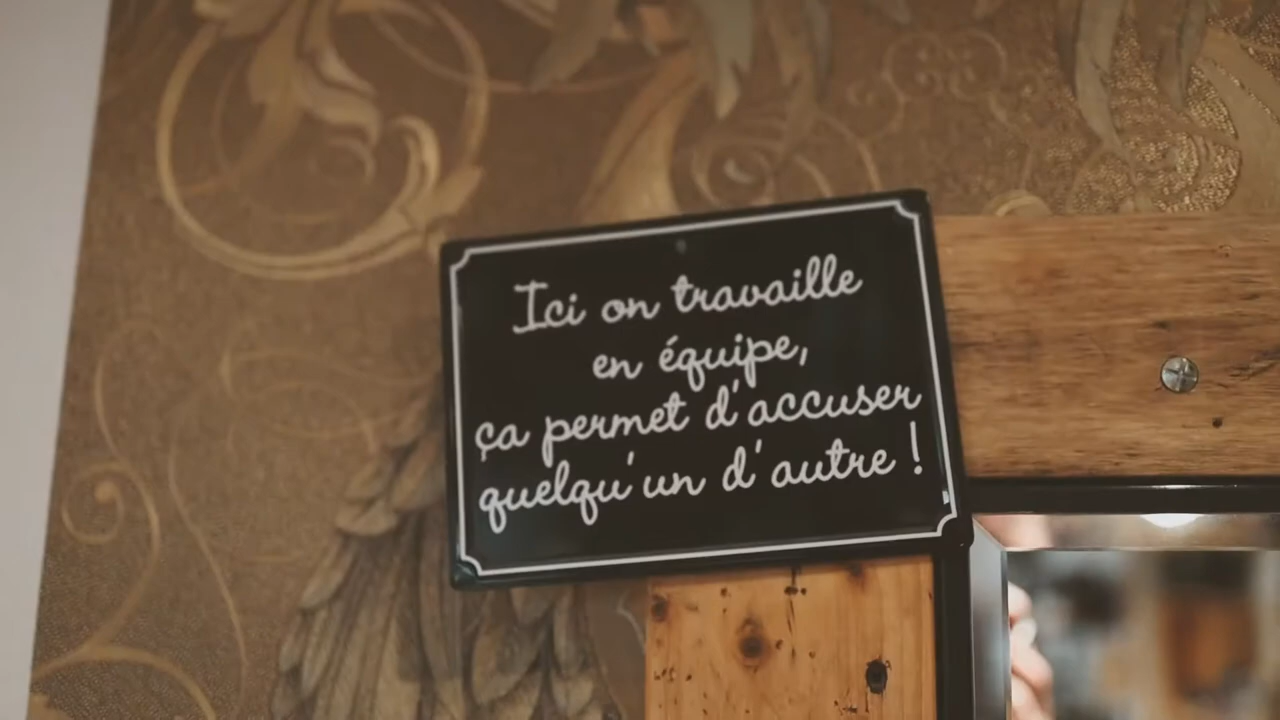 Ici on travaille
en équipe,
ça permet d'accuser
quelqu'un d'autre !